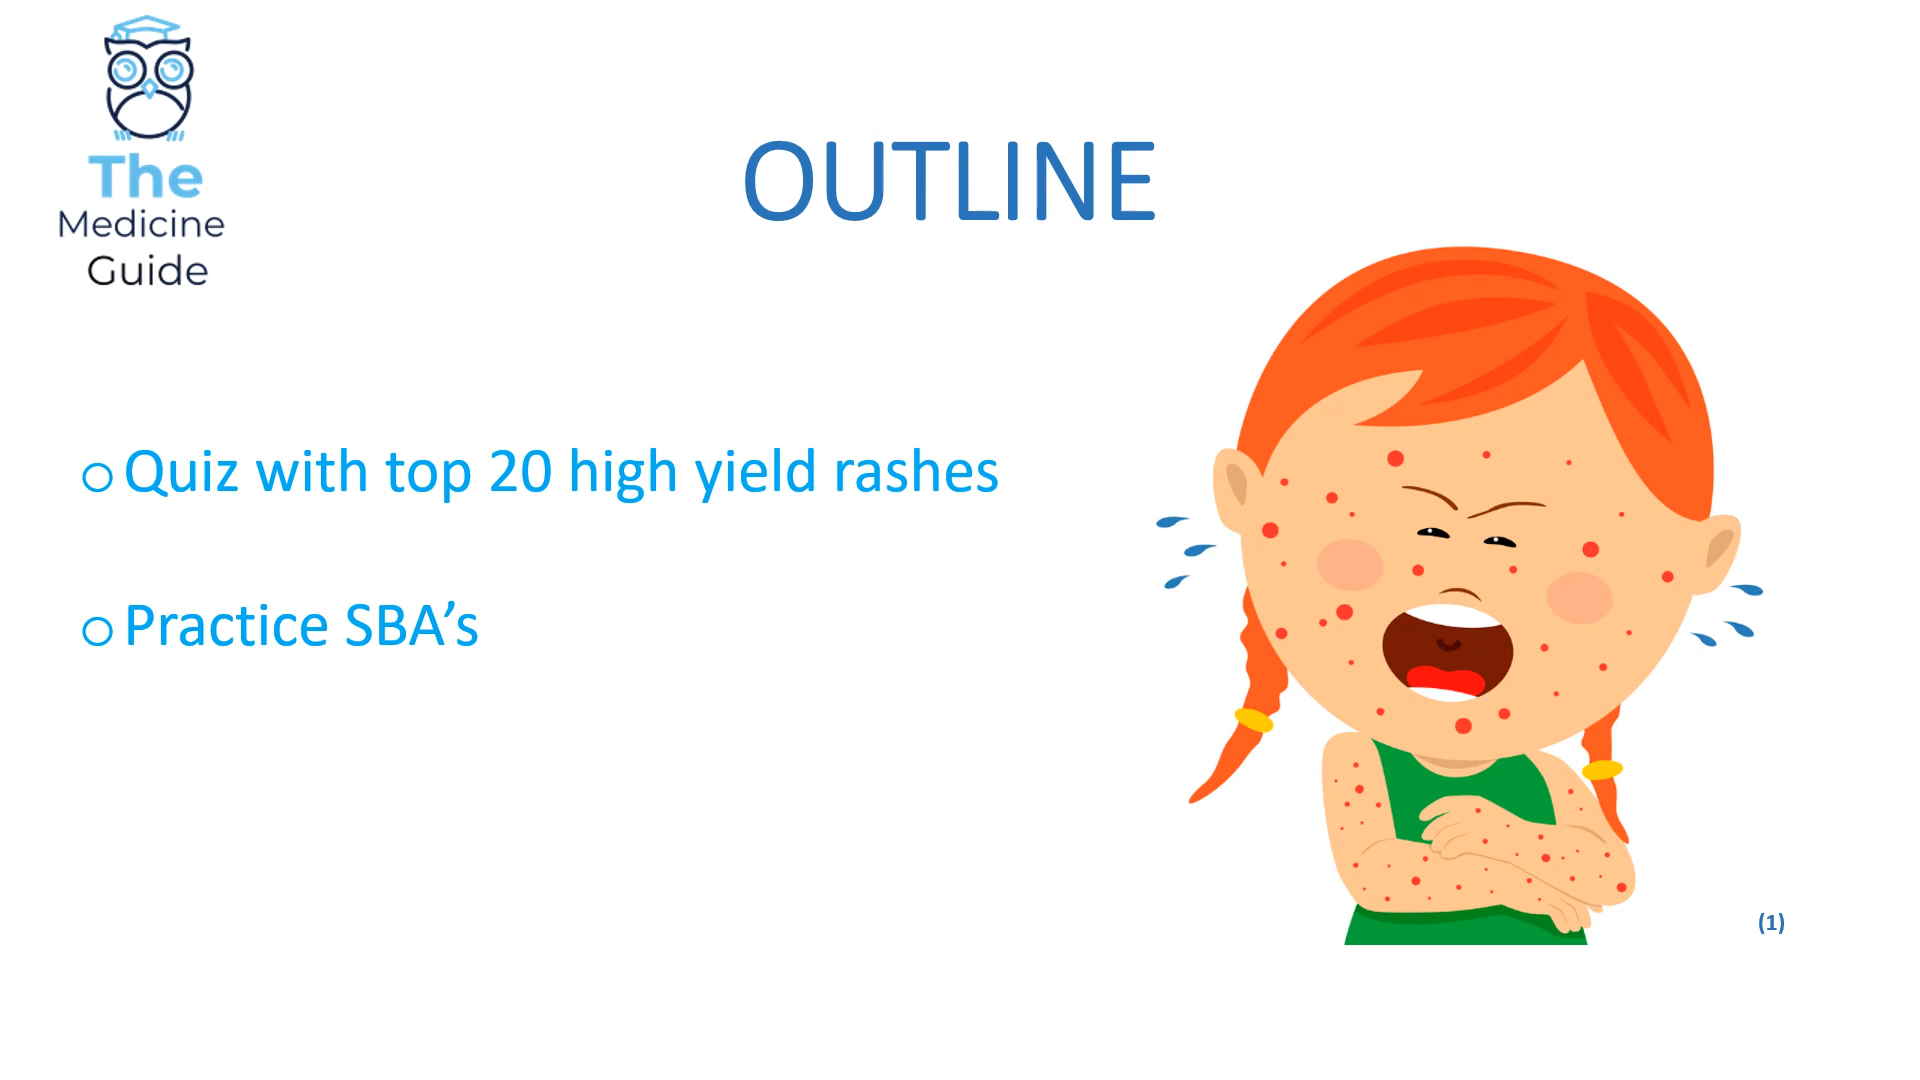 The
Medicine
Guide
OUTLINE
o Quiz with top 20 high yield rashes
o Practice SBA’s
(1)